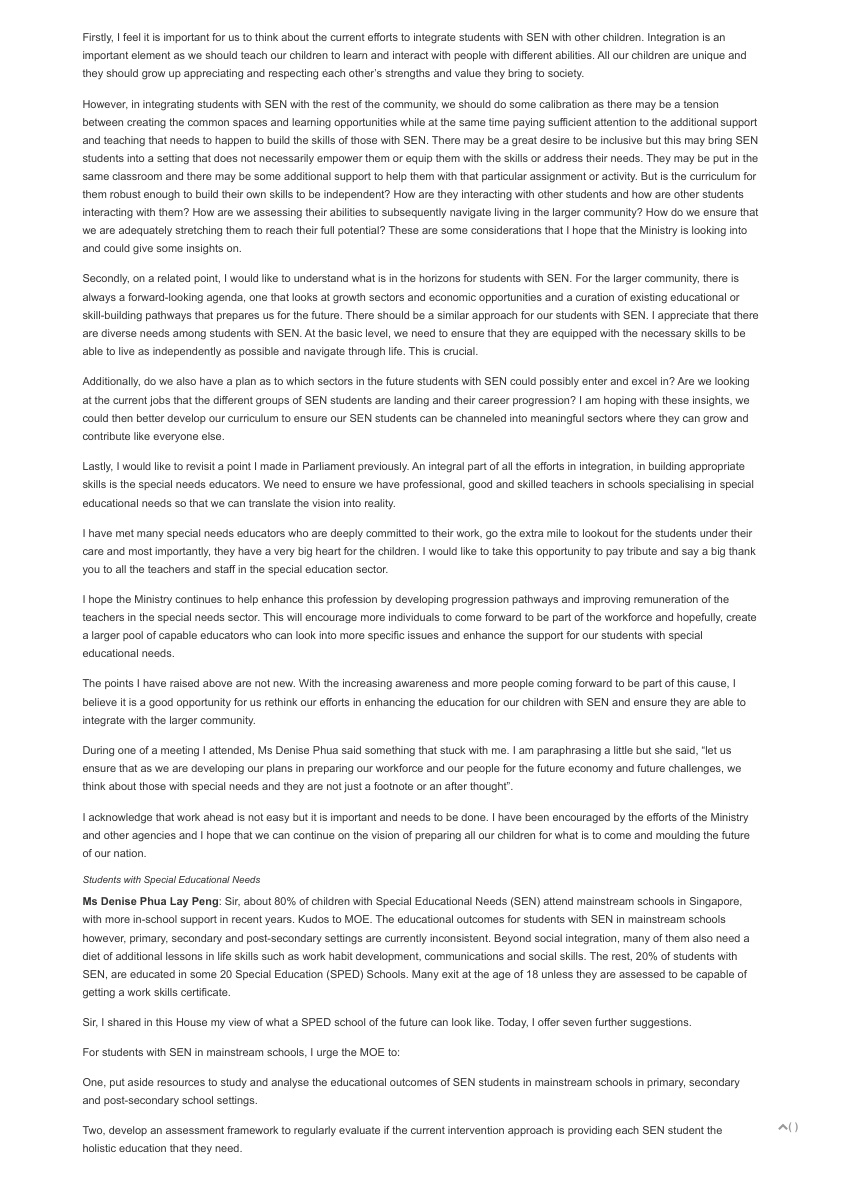 Firstly, I feel it is important for us to think about the current efforts to integrate students with SEN with other children. Integration is an
important element as we should teach our children to learn and interact with people with different abilities. All our children are unique and
they should grow up appreciating and respecting each other's strengths and value they bring to society.
However, in integrating students with SEN with the rest of the community, we should do some calibration as there may be a tension
between creating the common spaces and learning opportunities while at the same time paying sufficient attention to the additional support
and teaching that needs to happen to build the skills of those with SEN. There may be a great desire to be inclusive but this may bring SEN
students into a setting that does not necessarily empower them or equip them with the skills or address their needs. They may be put in the
same classroom and there may be some additional support to help them with that particular assignment or activity. But is the curriculum for
them robust enough to build their own skills to be independent? How are they interacting with other students and how are other students
interacting with them? How are we assessing their abilities to subsequently navigate living in the larger community? How do we ensure that
we are adequately stretching them to reach their full potential? These are some considerations that I hope that the Ministry is looking into
and could give some insights on.
Secondly, on a related point, I would like to understand what is in the horizons for students with SEN. For the larger community, there is
always a forward-looking agenda, one that looks at growth sectors and economic opportunities and a curation of existing educational or
skill-building pathways that prepares us for the future. There should be a similar approach for our students with SEN. I appreciate that there
are diverse needs among students with SEN. At the basic level, we need to ensure that they are equipped with the necessary skills to be
able to live as independently as possible and navigate through life. This is crucial.
Additionally, do we also have a plan as to which sectors in the future students with SEN could possibly enter and excel in? Are we looking
at the current jobs that the different groups of SEN students are landing and their career progression? I am hoping with these insights, we
could then better develop our curriculum to ensure our SEN students can be channeled into meaningful sectors where they can grow and
contribute like everyone else.
Lastly, I would like to revisit a point I made in Parliament previously. An integral part of all the efforts in integration, in building appropriate
skills is the special needs educators. We need to ensure we have professional, good and skilled teachers in schools specialising in special
educational needs so that we can translate the vision into reality.
I have met many special needs educators who are deeply committed to their work, go the extra mile to lookout for the students under their
care and most importantly, they have a very big heart for the children. I would like to take this opportunity to pay tribute and say a big thank
you to all the teachers and staff in the special education sector.
I hope the Ministry continues to help enhance this profession by developing progression pathways and improving remuneration of the
teachers in the special needs sector. This will encourage more individuals to come forward to be part of the workforce and hopefully, create
a larger pool of capable educators who can look into more specific issues and enhance the support for our students with special
educational needs.
The points I have raised above are not new. With the increasing awareness and more people coming forward to be part of this cause, I
believe it is a good opportunity for us rethink our efforts in enhancing the education for our children with SEN and ensure they are able to
integrate with the larger community.
During one of a meeting I attended, Ms Denise Phua said something that stuck with me. I am paraphrasing a little but she said, "let us
ensure that as we are developing our plans in preparing our workforce and our people for the future economy and future challenges, we
think about those with special needs and they are not just a footnote or an after thought".
I acknowledge that work ahead is not easy but it is important and needs to be done. I have been encouraged by the efforts of the Ministry
and other agencies and I hope that we can continue on the vision of preparing all our children for what is to come and moulding the future
of our nation.
Students with Special Educational Needs
Ms Denise Phua Lay Peng: Sir, about 80% of children with Special Educational Needs (SEN) attend mainstream schools in Singapore,
with more in-school support in recent years. Kudos to MOE. The educational outcomes for students with SEN in mainstream schools
however, primary, secondary and post-secondary settings are currently inconsistent. Beyond social integration, many of them also need a
diet of additional lessons in life skills such as work habit development, communications and social skills. The rest, 20% of students with
SEN, are educated in some 20 Special Education (SPED) Schools. Many exit at the age of 18 unless they are assessed to be capable of
getting a work skills certificate.
Sir, I shared in this House my view of what a SPED school of the future can look like. Today, I offer seven further suggestions.
For students with SEN in mainstream schools, I urge the MOE to:
One, put aside resources to study and analyse the educational outcomes of SEN students in mainstream schools in primary, secondary
and post-secondary school settings.
Two, develop an assessment framework to regularly evaluate if the current intervention approach is providing each SEN student the
holistic education that they need.
( )